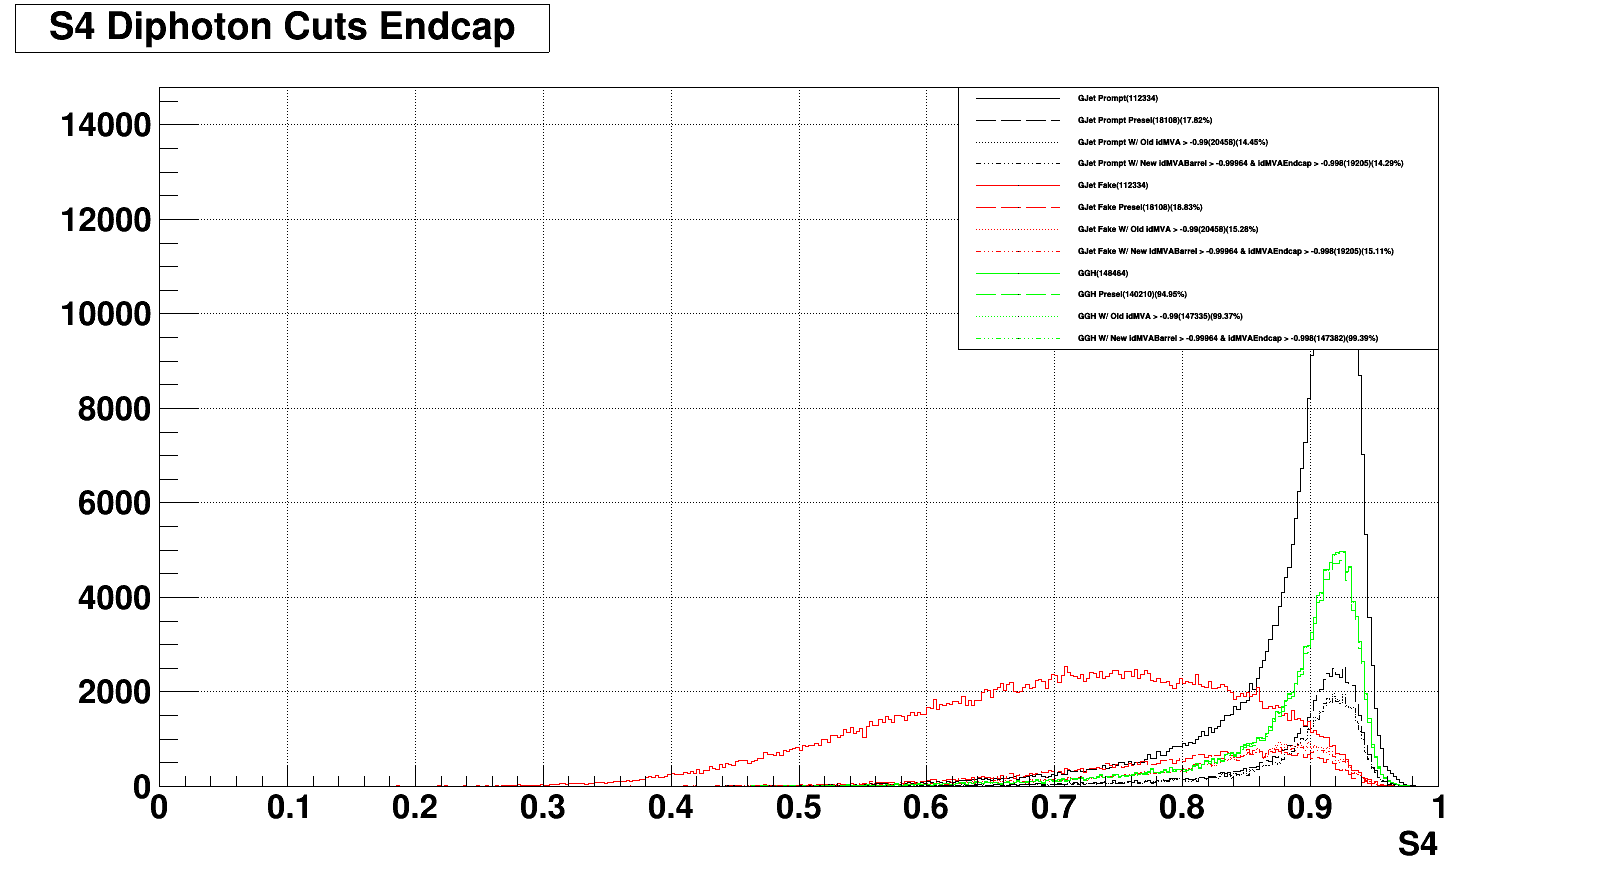 S4 Diphoton Cuts Endcap
GJet Prompt(112334)
GJet Prompt Presel(18108)(17.82%)
GJet Prompt W/ Old idMVA > -0.99(20458)(14.45%)
GJet Prompt W/ New idMVABarrel > -0.99964 & idMVAEndcap > -0.998(19205)(14.29%)
GJet Fake(112334)
GJet Fake Presel(18108)(18.83%)
GJet Fake W/ Old idMVA > -0.99(20458)(15.28%)
GJet Fake W/ New idMVABarrel > -0.99964 & idMVAEndcap > -0.998(19205)(15.11%)
GGH(148464)
GGH Presel(140210)(94.95%)
GGH W/ Old idMVA > -0.99(147335)(99.37%)
GGH W/ New idMVABarrel > -0.99964 & idMVAEndcap > -0.998(147382)(99.39%)
14000
12000
10000
8000
6000
4000
2000
0
0 0.1 0.2 0.3 0.4 0.5 0.6 0.7 0.8 0.9 1
S4